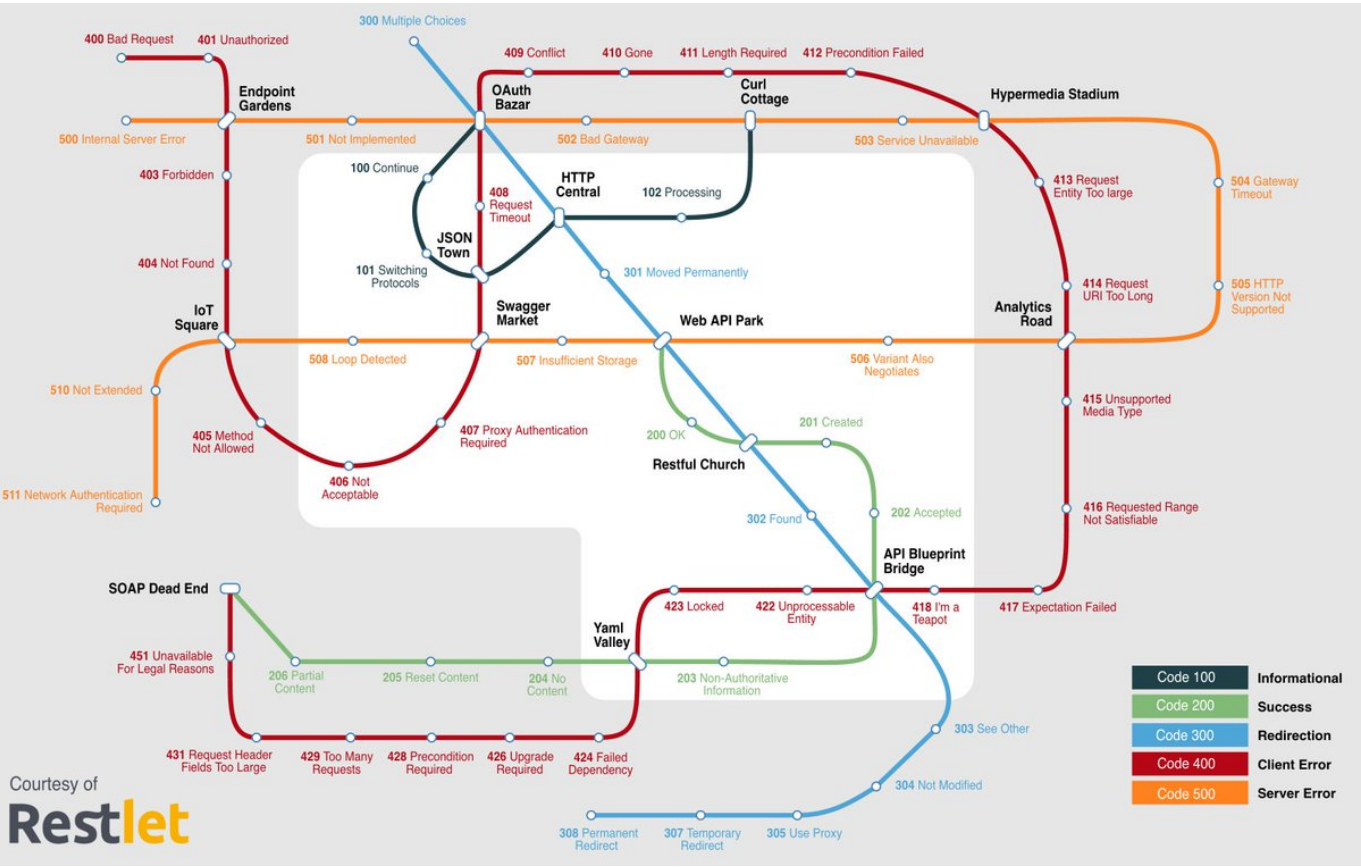 300 Multiple Choices
400 Bad Request
401 Unauthorized
409 Conflict
410 Gone
411 Length Required
412 Precondition Failed
Endpoint
Gardens
OAuth
Bazar
Curl
Cottage
Hypermedia Stadium
500 Internal Server Error
501 Not Implemented
502 Bad Gateway
503 Service Unavailable
100 Continue
403 Forbidden
408
Request
Timeout
HTTP
Central
102 Processing
413 Request
Entity Too large
504 Gateway
Timeout
JSON
Town
404 Not Found
101 Switching
Protocols
301 Moved Permanently
414 Request
URI Too Long
505 HTTP
Version Not
Supported
IoT
Square
Swagger
Market
Web API Park
Analytics
Road
508 Loop Detected
507 Insufficient Storage
506 Variant Also
Negotiates
510 Not Extended
405 Method
Not Allowed
407 Proxy Authentication
Required
200 OK
201 Created
415 Unsupported
Media Type
Restful Church
406 Not
Acceptable
511 Network Authentication
Required
302 Found
202 Accepted
416 Requested Range
Not Satisfiable
API Blueprint
Bridge
SOAP Dead End
423 Locked
422 Unprocessable
Entity
418 I'm a
Teapot
417 Expectation Failed
Yaml
Valley
451 Unavailable
For Legal Reasons
206 Partial
Content
205 Reset Content
204 No
Content
203 Non-Authoritative
Information
Code 100
Informational
Code 200
Success
Code 300
Redirection
Code 400
Client Error
Code 500
Server Error
303 See Other
431 Request Header
Fields Too Large
429 Too Many
Requests
428 Precondition
Required
426 Upgrade
Required
424 Failed
Dependency
304 Not Modified
308 Permanent
Redirect
307 Temporary
Redirect
305 Use Proxy
Courtesy of
Restlet